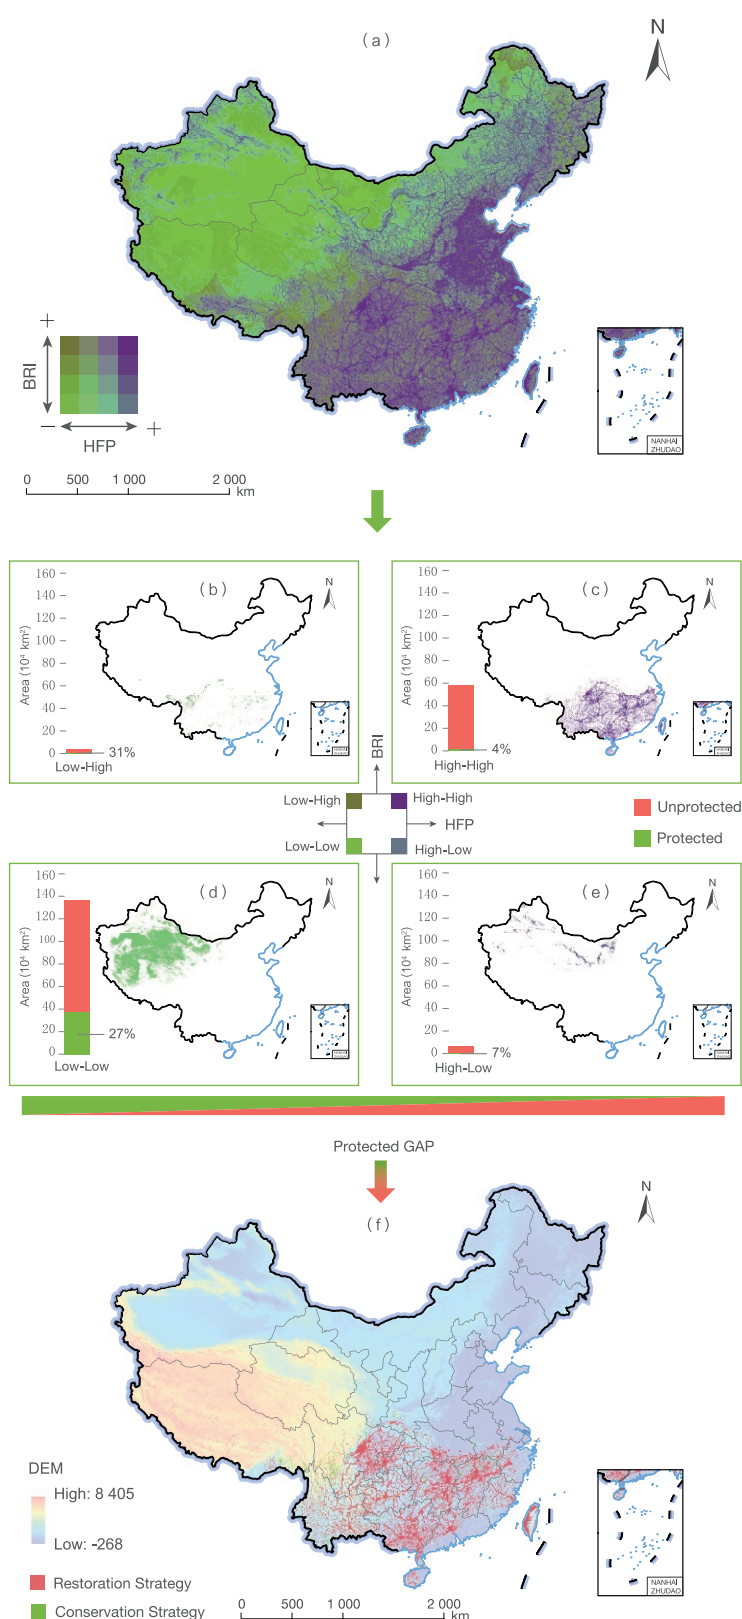 (a)
N
+
BRI
−
+
HFP
NANHAI
ZHUDAO
0 500 1 000 2 000
km
(b)
N
160
140
120
100
80
60
40
20
0
Area (10⁴ km²)
31%
Low-High
(c)
N
160
140
120
100
80
60
40
20
0
Area (10⁴ km²)
4%
High-High
BRI
Low-High
High-High
HFP
Low-Low
High-Low
Unprotected
Protected
(d)
N
160
140
120
100
80
60
40
20
0
Area (10⁴ km²)
27%
Low-Low
(e)
N
160
140
120
100
80
60
40
20
0
Area (10⁴ km²)
7%
High-Low
Protected GAP
(f)
N
DEM
High: 8 405
Low: -268
NANHAI
ZHUDAO
Restoration Strategy
Conservation Strategy
0 500 1 000 2 000
km